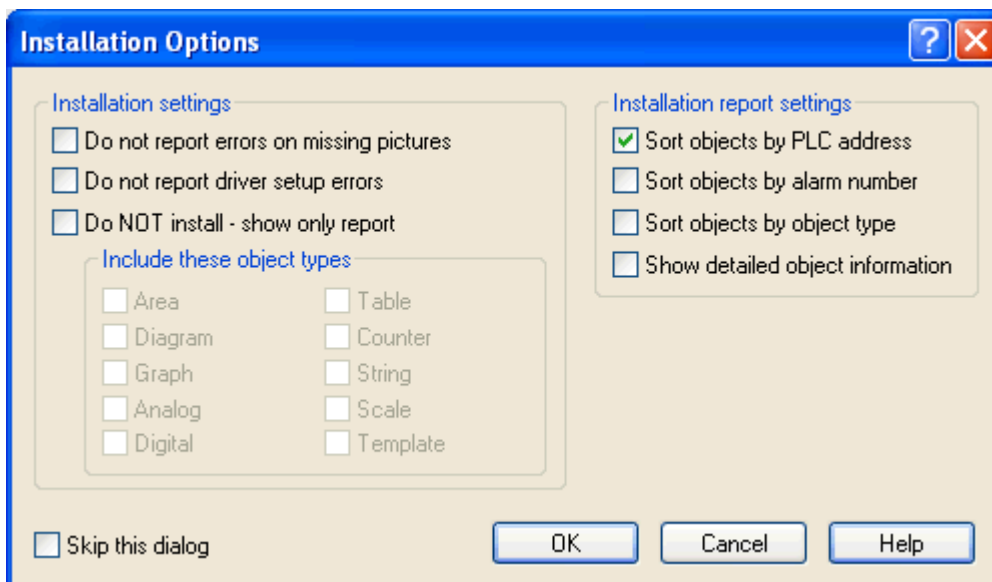 Installation Options
Installation settings
Do not report errors on missing pictures
Do not report driver setup errors
Do NOT install - show only report
Include these object types
Area
Table
Diagram
Counter
Graph
String
Analog
Scale
Digital
Template
Installation report settings
Sort objects by PLC address
Sort objects by alarm number
Sort objects by object type
Show detailed object information
Skip this dialog
OK
Cancel
Help